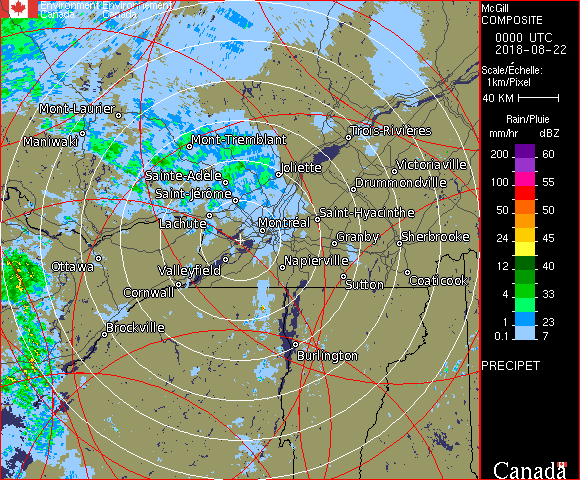 Environment Environnement
Canada Canada
McGill
COMPOSITE
0000 UTC
2018-08-22
Scale/Échelle:
1km/Pixel
40 KM
Rain/Pluie
mm/hr dBZ
200 60
100 55
50 50
24 45
12 40
4 33
0.1 23
7
PRECIPET
Canada
Mont-Laurier
Maniwaki
Mont-Tremblant
Trois-Rivières
Sainte-Adèle
Joliette
Victoriaville
Saint-Jérôme
Drummondville
Lachute
Montréal
Saint-Hyacinthe
Granby
Sherbrooke
Ottawa
Valleyfield
Napierville
Cornwall
Sutton
Coaticook
Brockville
Burlington